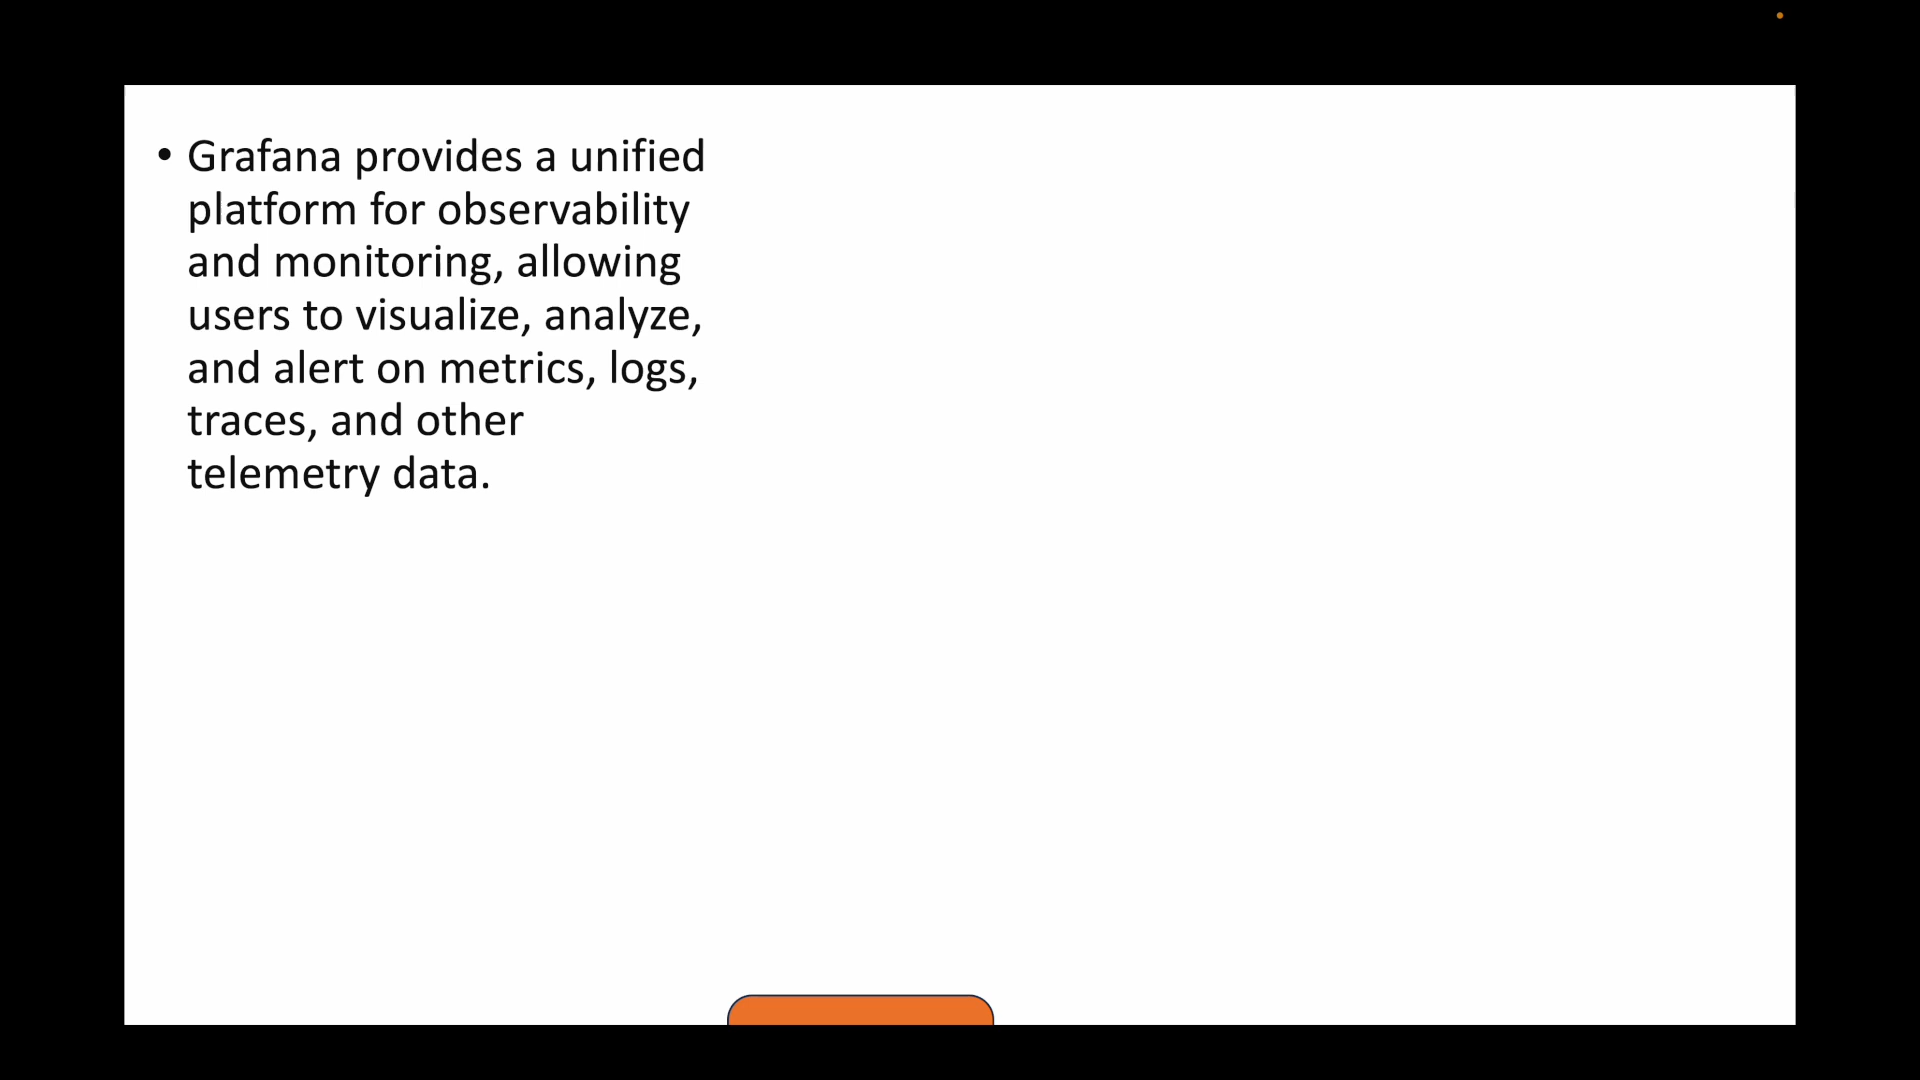 • Grafana provides a unified
platform for observability
and monitoring, allowing
users to visualize, analyze,
and alert on metrics, logs,
traces, and other
telemetry data.